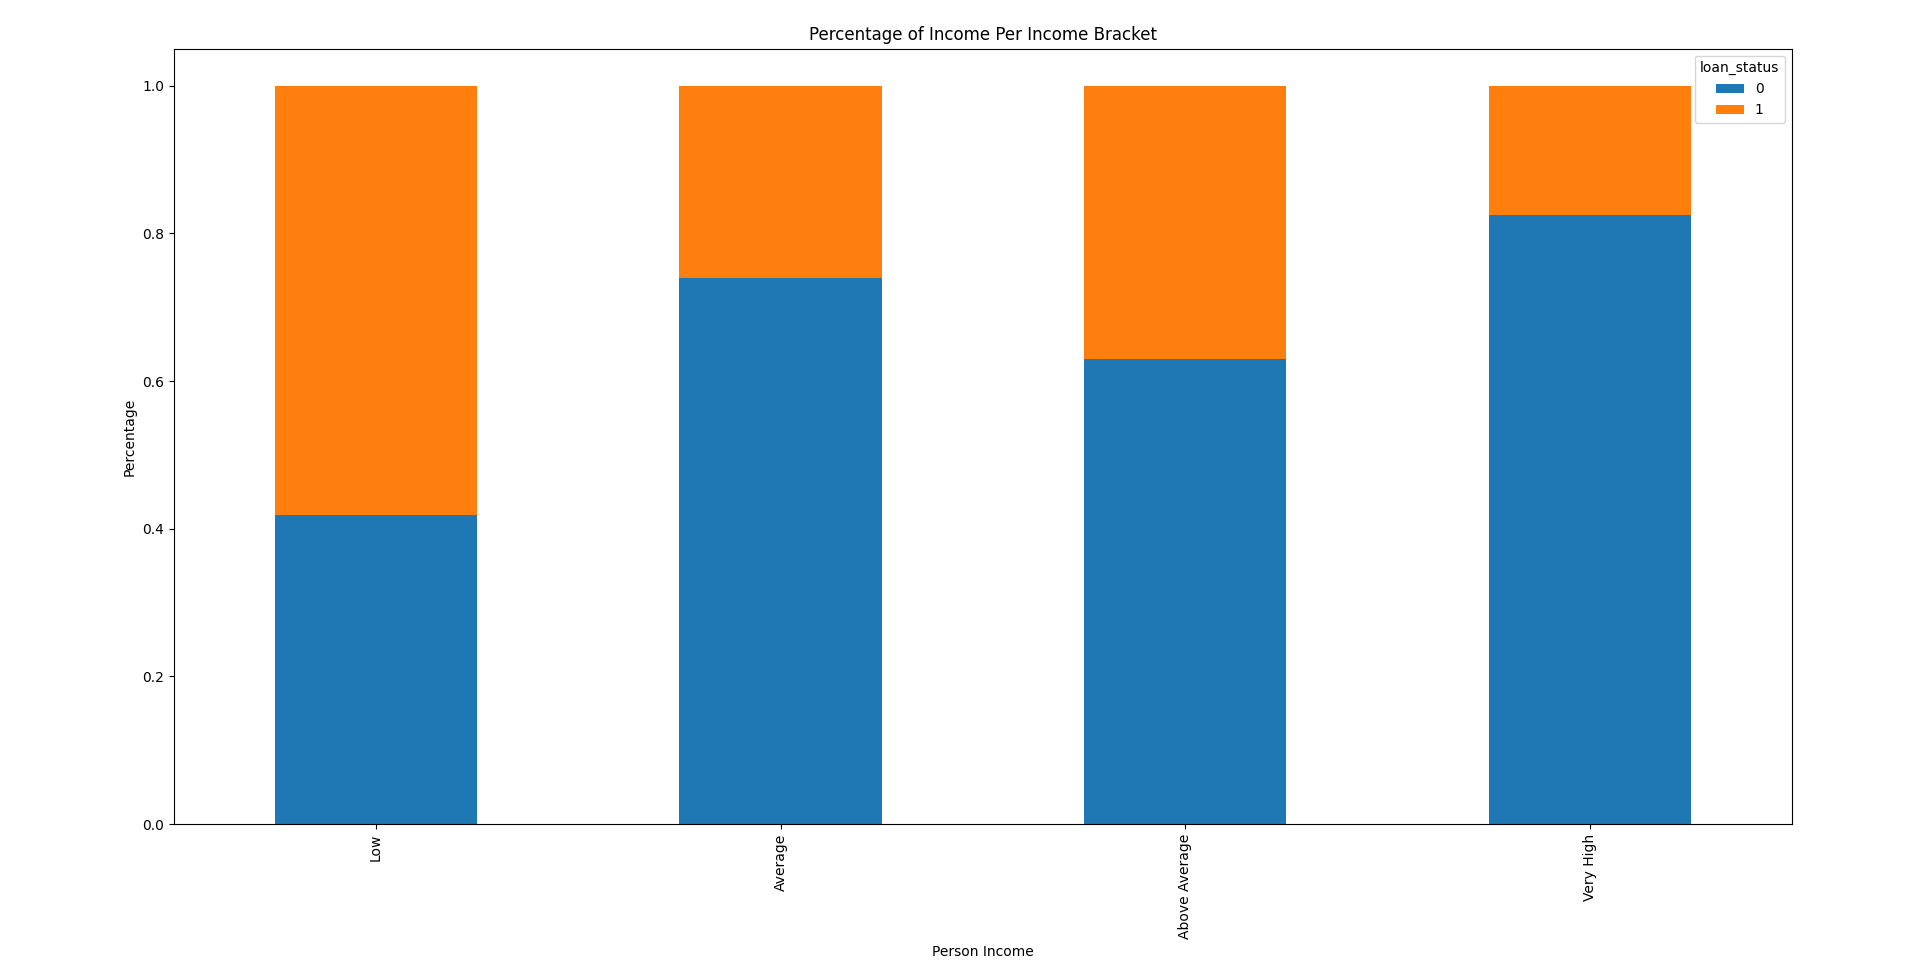 Percentage of Income Per Income Bracket
loan_status
0
1
1.0
0.8
0.6
0.4
0.2
0.0
Percentage
Low
Average
Above Average
Very High
Person Income